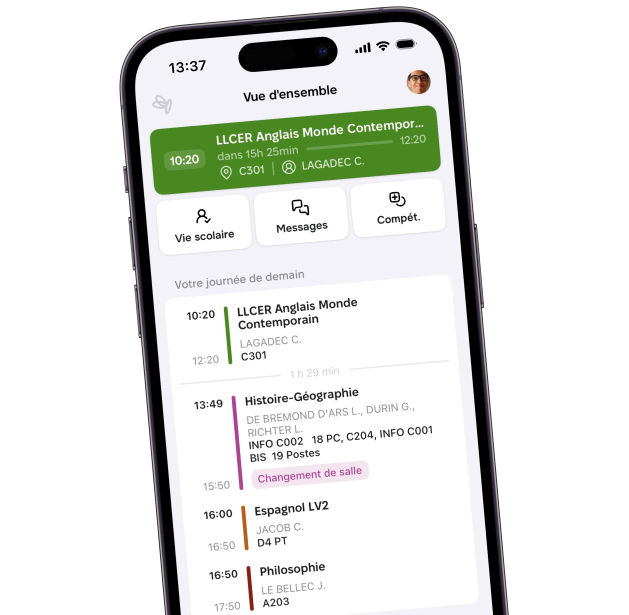 13:37
Vue d'ensemble
LLCER Anglais Monde Contempor...
10:20
dans 15h 25min
12:20
C301
LAGADEC C.
Vie scolaire
Messages
Compét.
Votre journée de demain
10:20
LLCER Anglais Monde
Contemporain
LAGADEC C.
12:20
C301
1 h 29 min
13:49
Histoire-Géographie
DE BREMOND D'ARS L., DURIN G.,
RICHTER L.
INFO C002   18 PC, C204, INFO C001
BIS  19 Postes
15:50
Changement de salle
16:00
Espagnol LV2
JACOB C.
16:50
D4 PT
16:50
Philosophie
LE BELLEC J.
17:50
A203